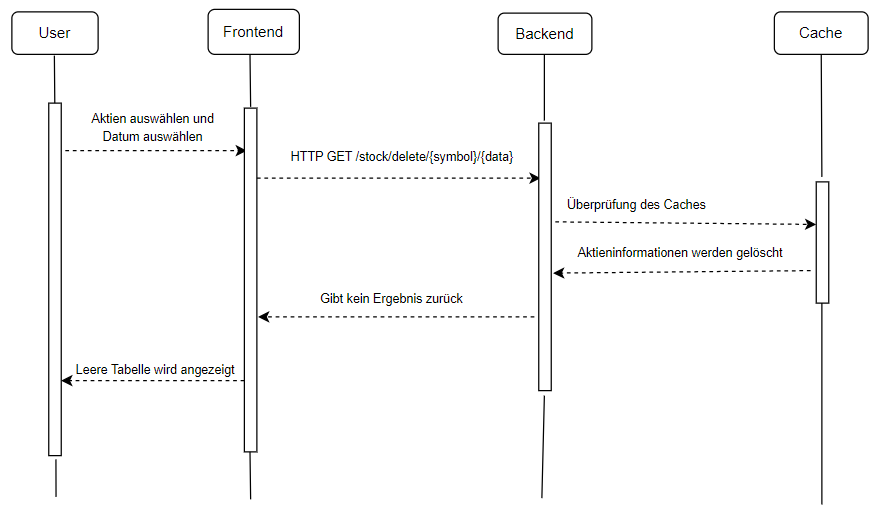 User
Frontend
Backend
Cache
Aktien auswählen und
Datum auswählen
HTTP GET /stock/delete/{symbol}/{data}
Überprüfung des Caches
Aktieninformationen werden gelöscht
Gibt kein Ergebnis zurück
Leere Tabelle wird angezeigt